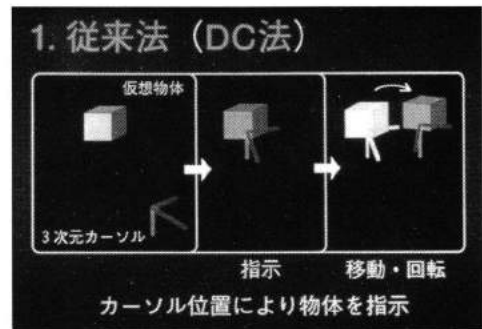 1. 従来法（DC法）
仮想物体
3次元カーソル
指示
移動・回転
カーソル位置により物体を指示